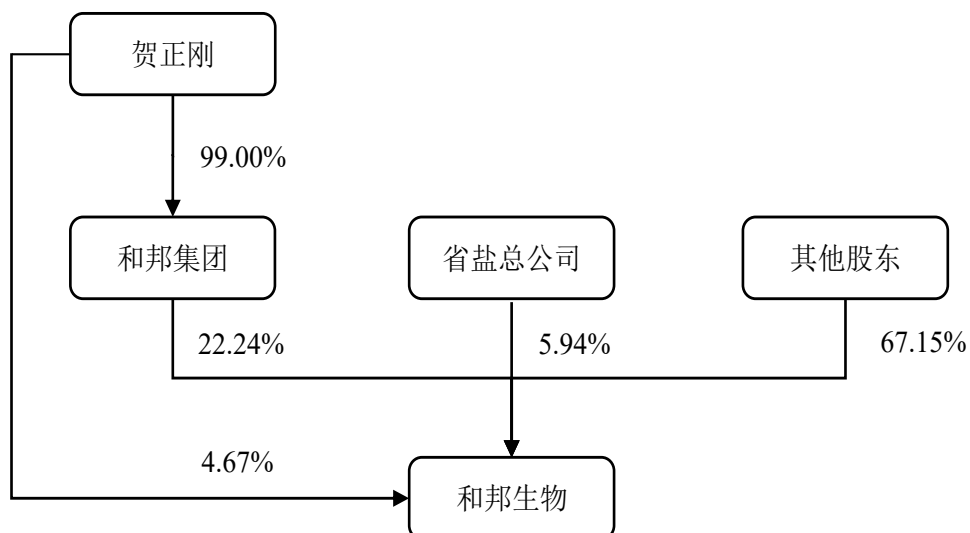 贺正刚
99.00%
和邦集团
省盐总公司
其他股东
22.24%
5.94%
67.15%
4.67%
和邦生物